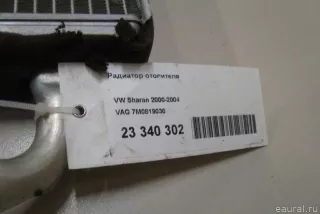 Радиатор отопителя
VW Sharan 2000-2004
VAG 7M0819030
23 340 302
eaural.ru